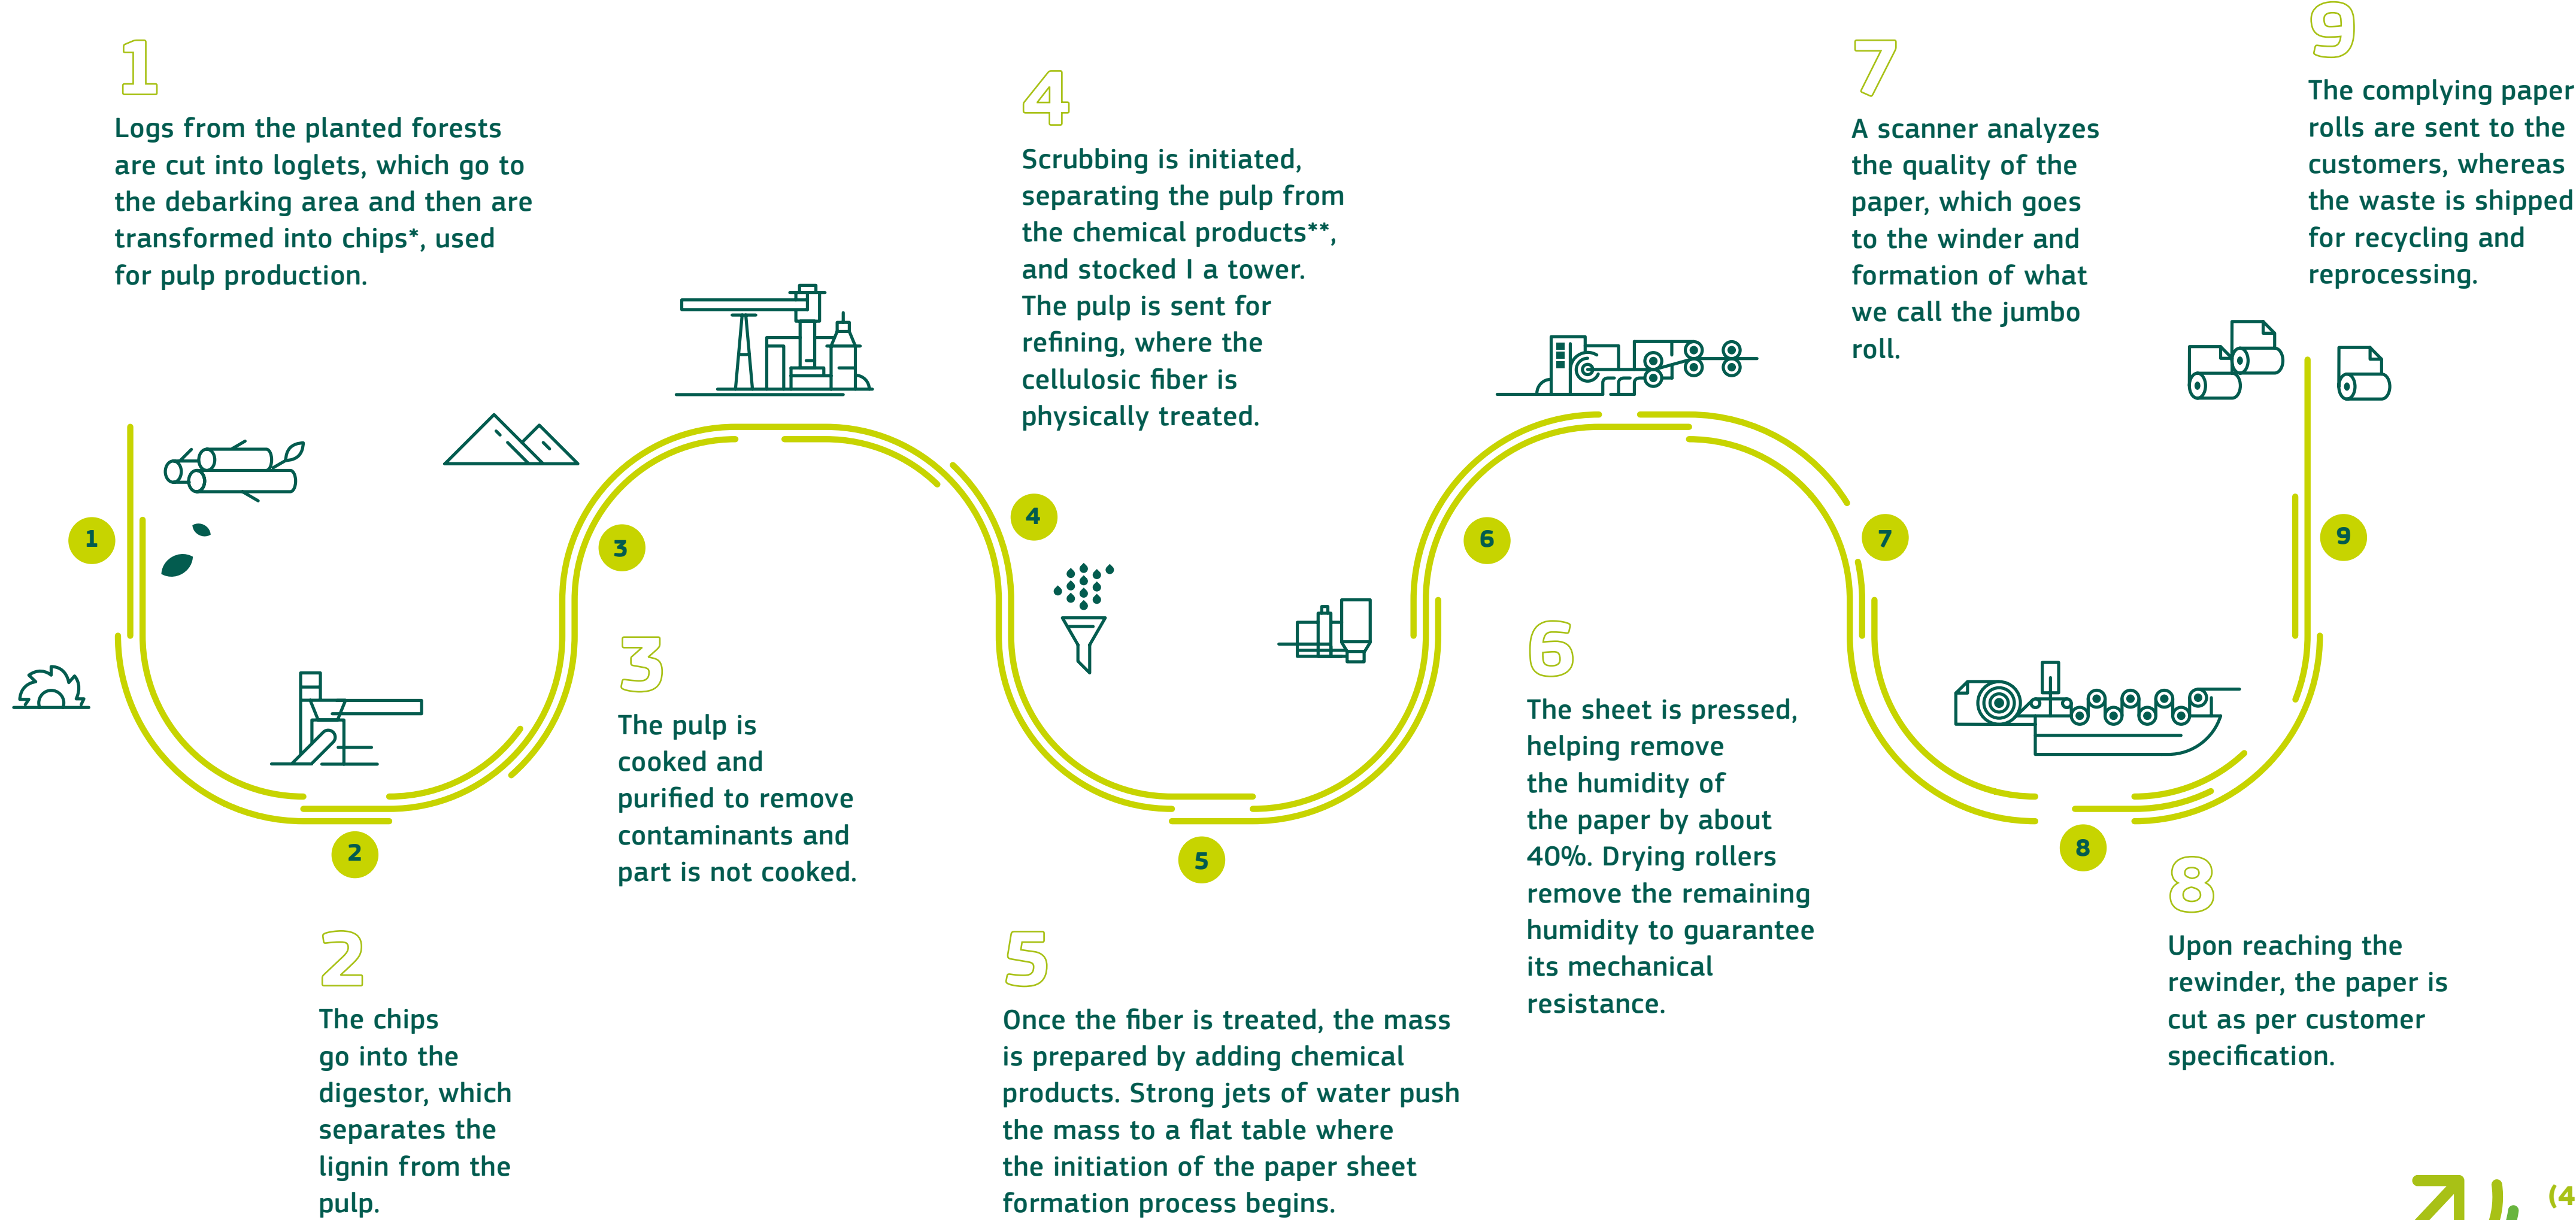 1
Logs from the planted forests
are cut into loglets, which go to
the debarking area and then are
transformed into chips*, used
for pulp production.
2
The chips
go into the
digestor, which
separates the
lignin from the
pulp.
3
The pulp is
cooked and
purified to remove
contaminants and
part is not cooked.
4
Scrubbing is initiated,
separating the pulp from
the chemical products**,
and stocked I a tower.
The pulp is sent for
refining, where the
cellulosic fiber is
physically treated.
5
Once the fiber is treated, the mass
is prepared by adding chemical
products. Strong jets of water push
the mass to a flat table where
the initiation of the paper sheet
formation process begins.
6
The sheet is pressed,
helping remove
the humidity of
the paper by about
40%. Drying rollers
remove the remaining
humidity to guarantee
its mechanical
resistance.
7
A scanner analyzes
the quality of the
paper, which goes
to the winder and
formation of what
we call the jumbo
roll.
8
Upon reaching the
rewinder, the paper is
cut as per customer
specification.
9
The complying paper
rolls are sent to the
customers, whereas
the waste is shipped
for recycling and
reprocessing.
1
2
3
4
5
6
7
8
9
(4